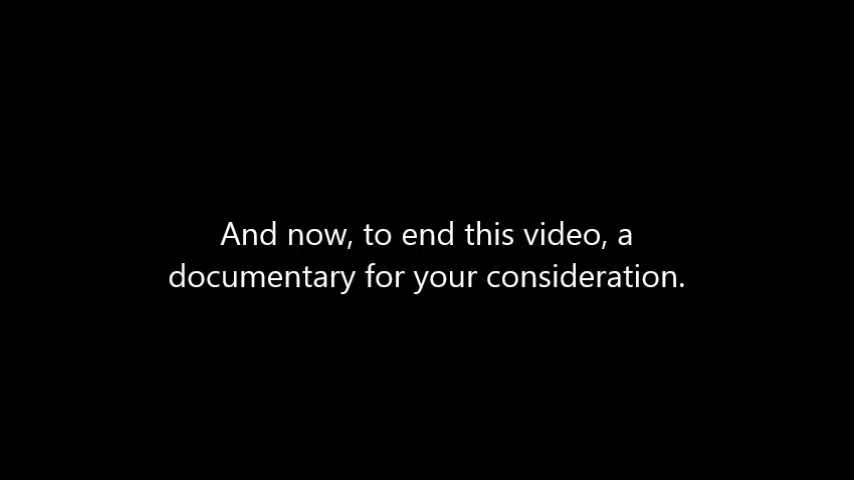 And now, to end this video, a
documentary for your consideration.